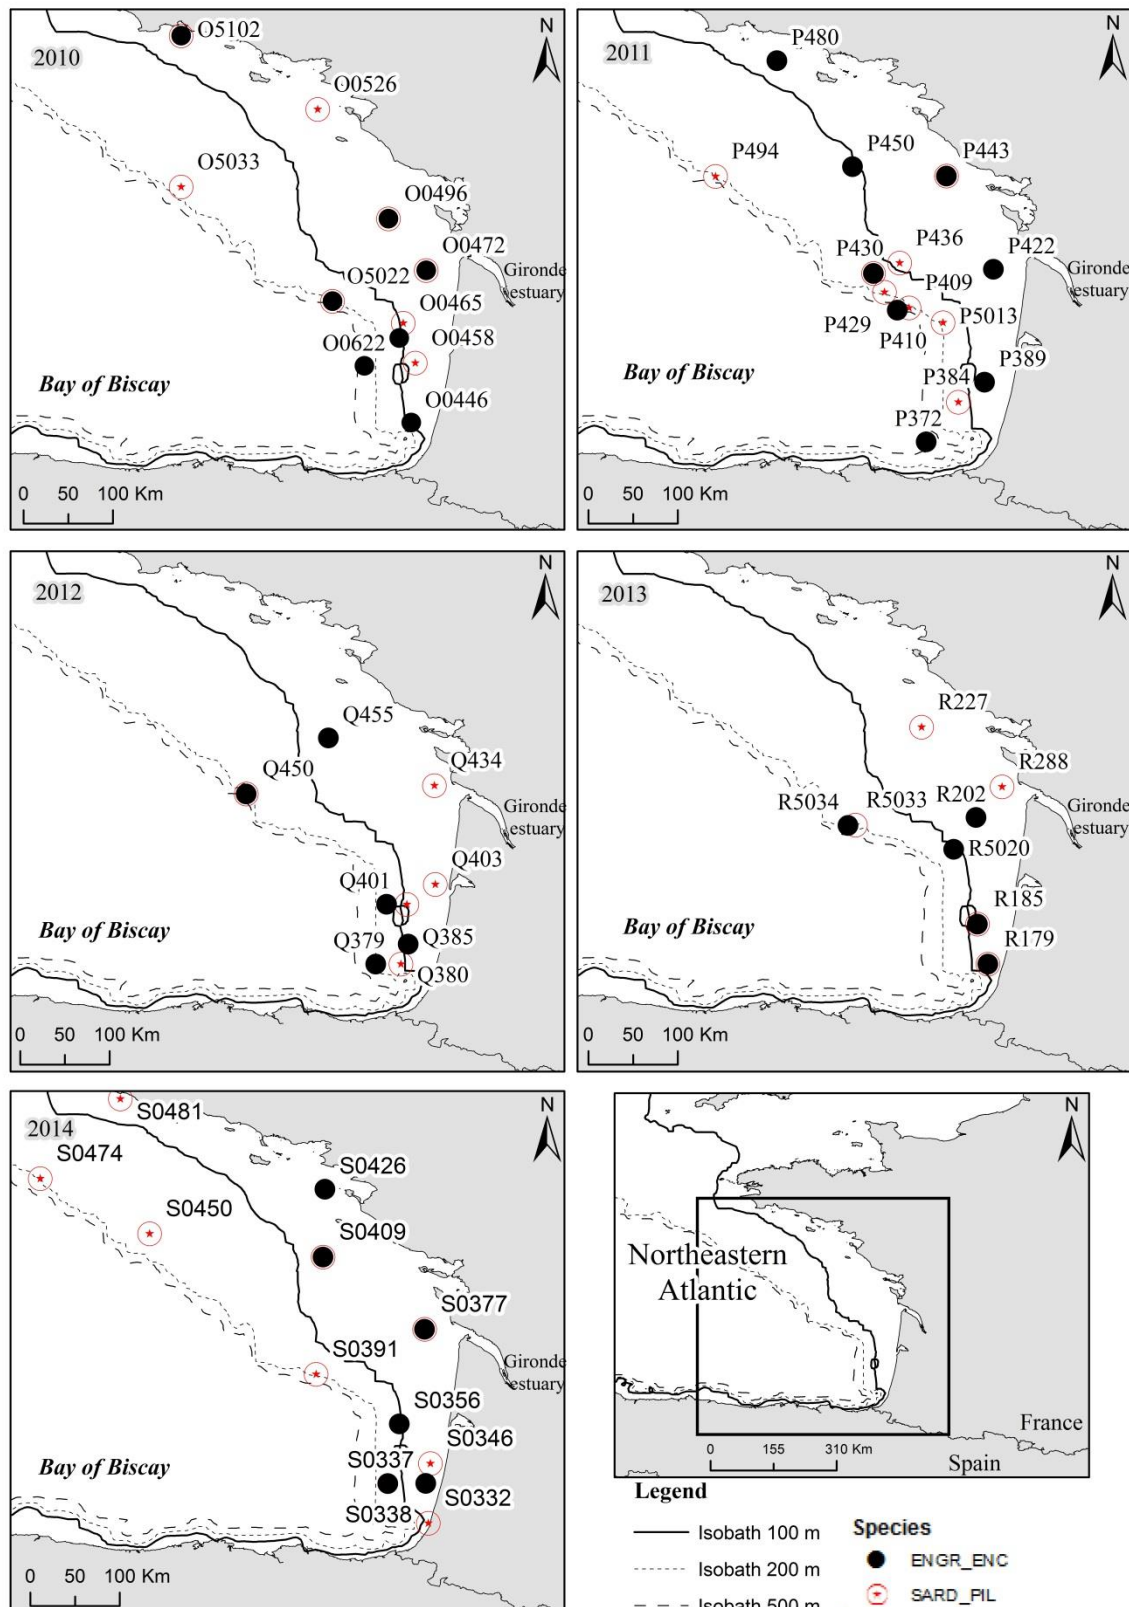 2010
N
O5102
O0526
O5033
O0496
O0472
Gironde
estuary
O5022
O0465
O0622
O0458
Bay of Biscay
O0446
0 50 100 Km
2011
N
P480
P450
P443
P494
P436
P422
P430
P409
Gironde
estuary
P429
P410
P5013
P389
P384
Bay of Biscay
P372
0 50 100 Km
2012
N
Q455
Q450
Q434
Gironde
estuary
Q403
Q401
Bay of Biscay
Q379
Q385
Q380
0 50 100 Km
2013
N
R227
R288
R5034
R5033
R202
Gironde
estuary
R5020
R185
Bay of Biscay
R179
0 50 100 Km
2014
N
S0481
S0474
S0426
S0450
S0409
S0377
S0391
Gironde
estuary
S0356
S0346
Bay of Biscay
S0337
S0332
S0338
0 50 100 Km
N
Northeastern
Atlantic
France
0 155 310 Km
Spain
Legend
Isobath 100 m
Isobath 200 m
Isobath 500 m
Species
ENGR_ENC
SARD_PIL